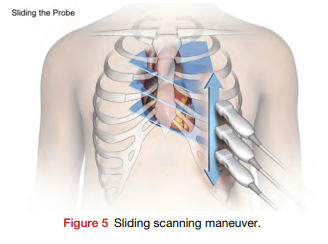 Sliding the Probe
Figure 5 Sliding scanning maneuver.